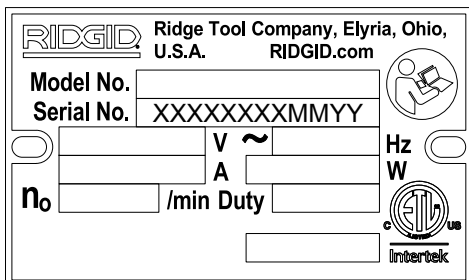 RIDGID Ridge Tool Company, Elyria, Ohio,
U.S.A. RIDGID.com
Model No.
Serial No. XXXXXXXXMMYY
V ~ Hz
A W
n₀ /min Duty
C ETL US
Intertek